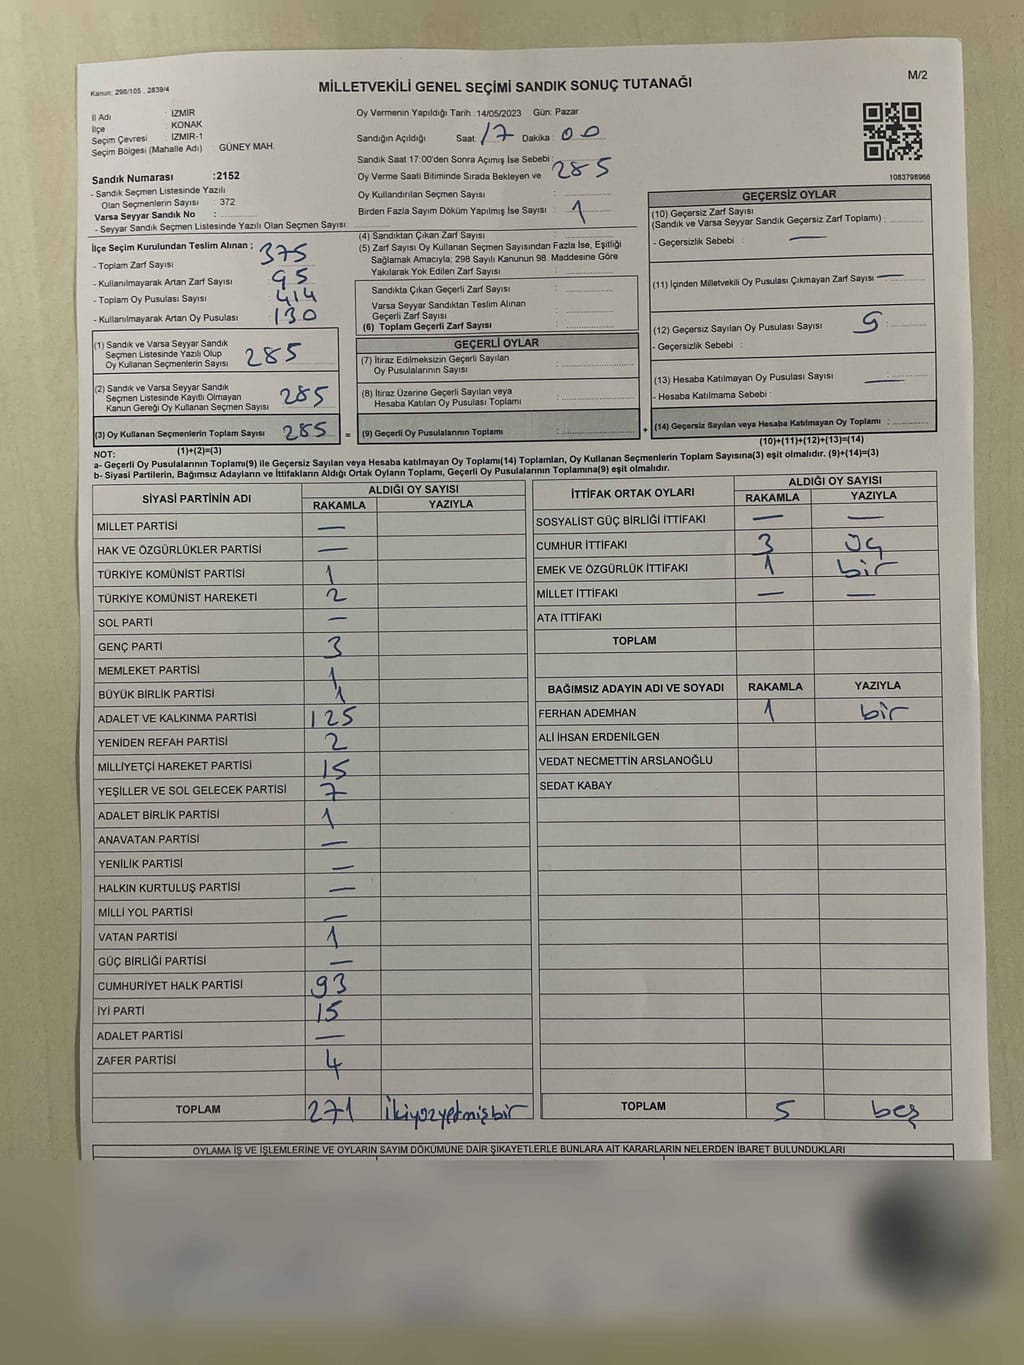 Kanun: 298/105 , 2839/4
MİLLETVEKİLİ GENEL SEÇİMİ SANDIK SONUÇ TUTANAĞI
M/2
İl Adı : İZMİR
İlçe : KONAK
Seçim Çevresi : İZMİR-1
Seçim Bölgesi (Mahalle Adı) : GÜNEY MAH.
Sandık Numarası :2152
- Sandık Seçmen Listesinde Yazılı
Olan Seçmenlerin Sayısı : 372
Varsa Seyyar Sandık No :
- Seyyar Sandık Seçmen Listesinde Yazılı Olan Seçmen Sayısı:
Oy Vermenin Yapıldığı Tarih :14/05/2023 Gün: Pazar
Sandığın Açıldığı Saat: 17 Dakika : 00
Sandık Saat 17:00'den Sonra Açımış İse Sebebi :
Oy Verme Saati Bitiminde Sırada Bekleyen ve 285
Oy Kullandırılan Seçmen Sayısı
Birden Fazla Sayım Döküm Yapılmış İse Sayısı : 1
1083798966
İlçe Seçim Kurulundan Teslim Alınan ;
- Toplam Zarf Sayısı : 375
- Kullanılmayarak Artan Zarf Sayısı : 95
- Toplam Oy Pusulası Sayısı : 414
- Kullanılmayarak Artan Oy Pusulası : 130
(4) Sandıktan Çıkan Zarf Sayısı :
(5) Zarf Sayısı Oy Kullanan Seçmen Sayısından Fazla İse, Eşitliği
Sağlamak Amacıyla; 298 Sayılı Kanunun 98. Maddesine Göre
Yakılarak Yok Edilen Zarf Sayısı :
Sandıkta Çıkan Geçerli Zarf Sayısı :
Varsa Seyyar Sandıktan Teslim Alınan
Geçerli Zarf Sayısı :
(6) Toplam Geçerli Zarf Sayısı :
(1) Sandık ve Varsa Seyyar Sandık
Seçmen Listesinde Yazılı Olup
Oy Kullanan Seçmenlerin Sayısı : 285
(2) Sandık ve Varsa Seyyar Sandık
Seçmen Listesinde Kayıtlı Olmayan
Kanun Gereği Oy Kullanan Seçmen Sayısı : 285
(3) Oy Kullanan Seçmenlerin Toplam Sayısı : 285
(1)+(2)=(3)
GEÇERLİ OYLAR
(7) İtiraz Edilmeksizin Geçerli Sayılan
Oy Pusulalarının Sayısı :
(8) İtiraz Üzerine Geçerli Sayılan veya
Hesaba Katılan Oy Pusulası Toplamı :
= (9) Geçerli Oy Pusulalarının Toplamı :
GEÇERSİZ OYLAR
(10) Geçersiz Zarf Sayısı
(Sandık ve Varsa Seyyar Sandık Geçersiz Zarf Toplamı) :
- Geçersizlik Sebebi : —
(11) İçinden Milletvekili Oy Pusulası Çıkmayan Zarf Sayısı : —
(12) Geçersiz Sayılan Oy Pusulası Sayısı : 9
- Geçersizlik Sebebi :
(13) Hesaba Katılmayan Oy Pusulası Sayısı : —
- Hesaba Katılmama Sebebi :
+ (14) Geçersiz Sayılan veya Hesaba Katılmayan Oy Toplamı :
(10)+(11)+(12)+(13)=(14)
NOT:
a- Geçerli Oy Pusulalarının Toplamı(9) ile Geçersiz Sayılan veya Hesaba katılmayan Oy Toplamı(14) Toplamları, Oy Kullanan Seçmenlerin Toplam Sayısına(3) eşit olmalıdır. (9)+(14)=(3)
b- Siyasi Partilerin, Bağımsız Adayların ve İttifakların Aldığı Ortak Oyların Toplamı, Geçerli Oy Pusulalarının Toplamına(9) eşit olmalıdır.
SİYASİ PARTİNİN ADI ALDIĞI OY SAYISI
RAKAMLA YAZIYLA
MİLLET PARTİSİ —
HAK VE ÖZGÜRLÜKLER PARTİSİ —
TÜRKİYE KOMÜNİST PARTİSİ 1
TÜRKİYE KOMÜNİST HAREKETİ 2
SOL PARTİ —
GENÇ PARTİ 3
MEMLEKET PARTİSİ 1
BÜYÜK BİRLİK PARTİSİ 1
ADALET VE KALKINMA PARTİSİ 125
YENİDEN REFAH PARTİSİ 2
MİLLİYETÇİ HAREKET PARTİSİ 15
YEŞİLLER VE SOL GELECEK PARTİSİ 7
ADALET BİRLİK PARTİSİ 1
ANAVATAN PARTİSİ —
YENİLİK PARTİSİ —
HALKIN KURTULUŞ PARTİSİ —
MİLLİ YOL PARTİSİ —
VATAN PARTİSİ 1
GÜÇ BİRLİĞİ PARTİSİ —
CUMHURİYET HALK PARTİSİ 93
İYİ PARTİ 15
ADALET PARTİSİ —
ZAFER PARTİSİ 4
TOPLAM 271 ikiyüzyetmişbir
İTTİFAK ORTAK OYLARI ALDIĞI OY SAYISI
RAKAMLA YAZIYLA
SOSYALİST GÜÇ BİRLİĞİ İTTİFAKI — —
CUMHUR İTTİFAKI 3 üç
EMEK VE ÖZGÜRLÜK İTTİFAKI 1 bir
MİLLET İTTİFAKI — —
ATA İTTİFAKI
TOPLAM
BAĞIMSIZ ADAYIN ADI VE SOYADI RAKAMLA YAZIYLA
FERHAN ADEMHAN 1 bir
ALİ İHSAN ERDENİLGEN
VEDAT NECMETTİN ARSLANOĞLU
SEDAT KABAY
TOPLAM 5 beş
OYLAMA İŞ VE İŞLEMLERİNE VE OYLARIN SAYIM DÖKÜMÜNE DAİR ŞİKAYETLERLE BUNLARA AİT KARARLARIN NELERDEN İBARET BULUNDUKLARI